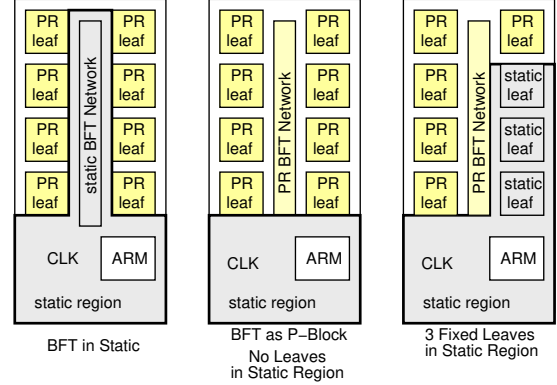 PR leaf
PR leaf
PR leaf
PR leaf
PR leaf
PR leaf
PR leaf
PR leaf
static BFT Network
CLK
ARM
static region
BFT in Static
PR leaf
PR leaf
PR leaf
PR leaf
PR leaf
PR leaf
PR leaf
PR leaf
PR BFT Network
CLK
ARM
static region
BFT as P−Block
No Leaves
in Static Region
PR leaf
PR leaf
PR leaf
static leaf
PR leaf
static leaf
PR leaf
static leaf
PR BFT Network
CLK
ARM
static region
3 Fixed Leaves
in Static Region